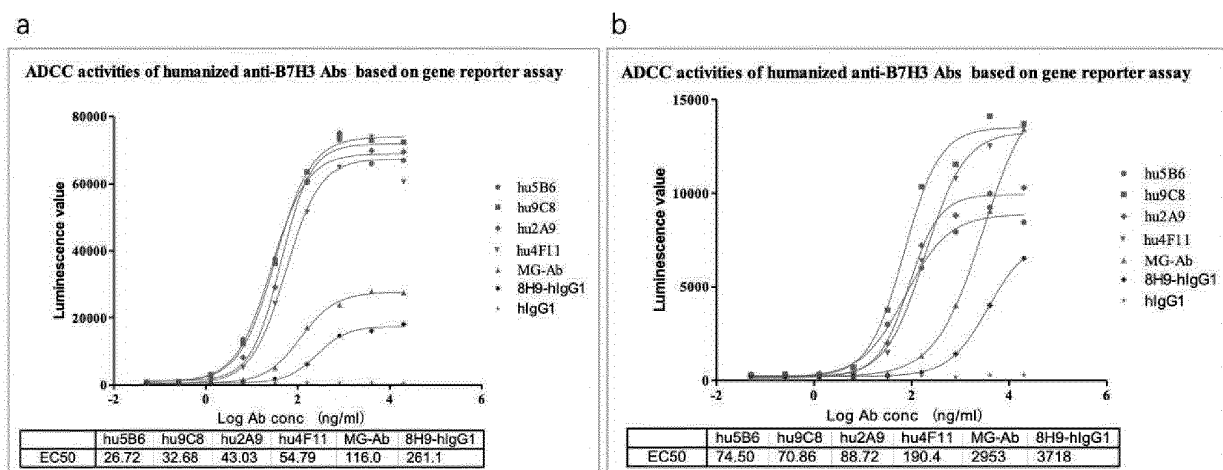 a
ADCC activities of humanized anti-B7H3 Abs based on gene reporter assay
Luminescence value
80000
60000
40000
20000
0
-2
0
2
4
6
Log Ab conc (ng/ml)
hu5B6
hu9C8
hu2A9
hu4F11
MG-Ab
8H9-hIgG1
hIgG1
hu5B6 hu9C8 hu2A9 hu4F11 MG-Ab 8H9-hIgG1
EC50 26.72 32.68 43.03 54.79 116.0 261.1
b
ADCC activities of humanized anti-B7H3 Abs based on gene reporter assay
Luminescence value
15000
10000
5000
0
-2
0
2
4
6
Log Ab conc (ng/ml)
hu5B6
hu9C8
hu2A9
hu4F11
MG-Ab
8H9-hIgG1
hIgG1
hu5B6 hu9C8 hu2A9 hu4F11 MG-Ab 8H9-hIgG1
EC50 74.50 70.86 88.72 190.4 2953 3718